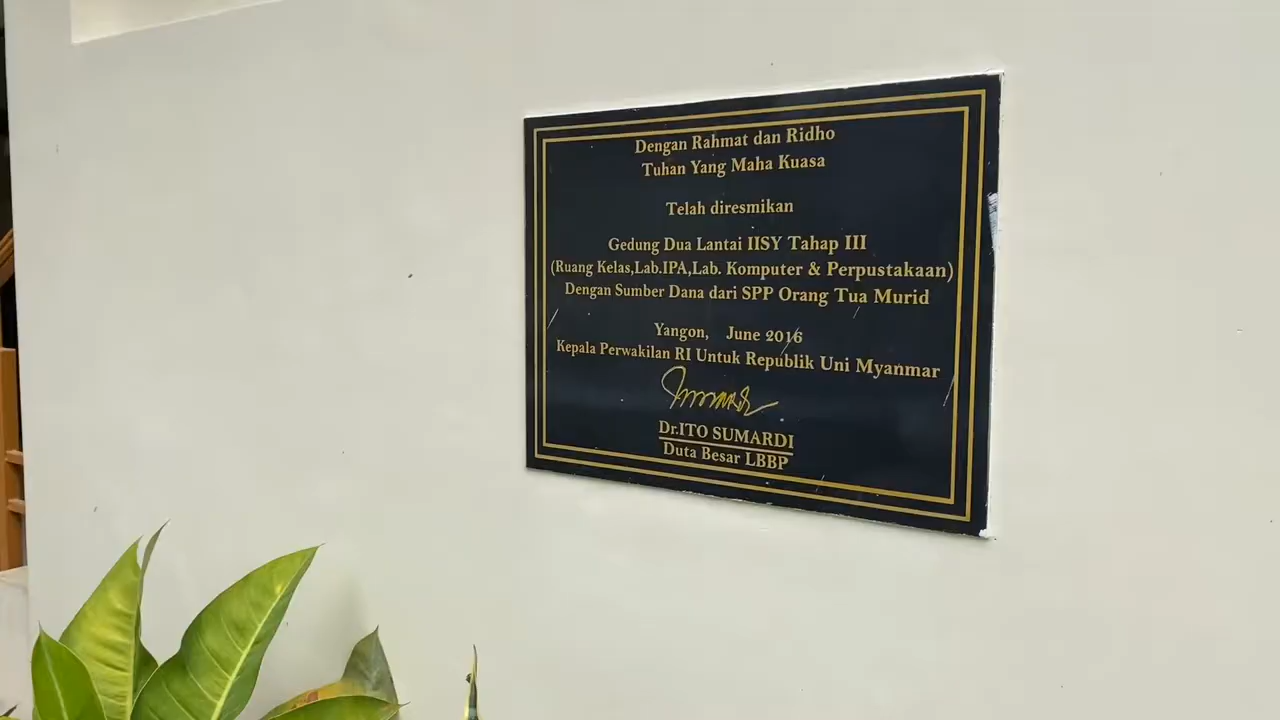 Dengan Rahmat dan Ridho
Tuhan Yang Maha Kuasa
Telah diresmikan
Gedung Dua Lantai IISY Tahap III
(Ruang Kelas,Lab.IPA,Lab. Komputer & Perpustakaan)
Dengan Sumber Dana dari SPP Orang Tua Murid
Yangon, June 2016
Kepala Perwakilan RI Untuk Republik Uni Myanmar
Dr.ITO SUMARDI
Duta Besar LBBP